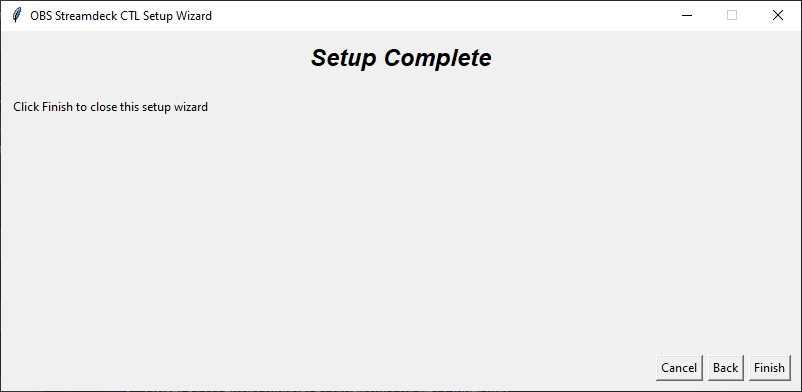 OBS Streamdeck CTL Setup Wizard
Setup Complete
Click Finish to close this setup wizard
Cancel Back Finish